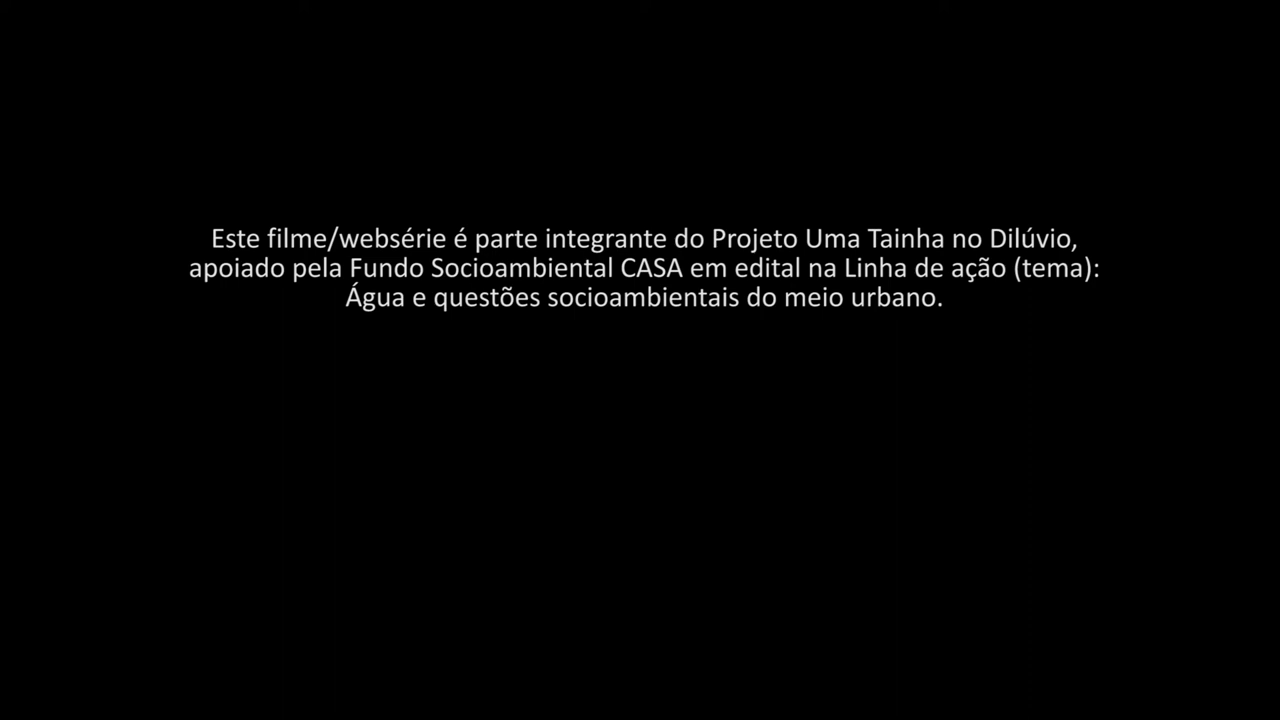 Este filme/websérie é parte integrante do Projeto Uma Tainha no Dilúvio,
apoiado pela Fundo Socioambiental CASA em edital na Linha de ação (tema):
Água e questões socioambientais do meio urbano.